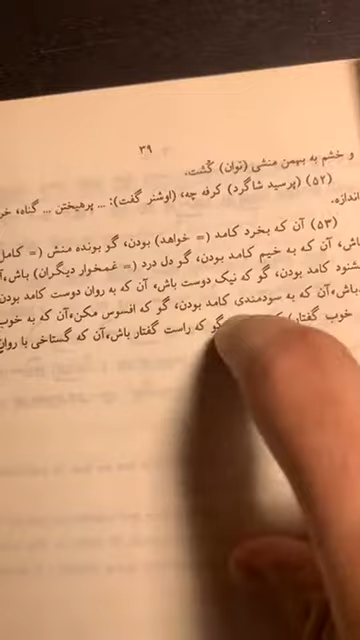 ۳۹
و خشم به بهمن منشی (توان) کُشت.
(۵۲) (پرسید شاگرد) کرفه چه، (اوشنر گفت): ... پرهیختن ... گناه،
اندازه.
(۵۳) آن که بخرد کامد (= خواهد) بودن، گو بونده منش (= کامل
باش، آن که به خیم کامد بودن، گو دل درد (= غمخوار دیگران) باش،
شنود کامد بودن، گو که نیک دوست باش، آن که به روان دوست کامد بودن
باش، آن که به سودمندی کامد بودن، گو که افسوس مکن، آن که به خوب
خوب گفتار گو که راست گفتار باش، آن که گستاخی با روان